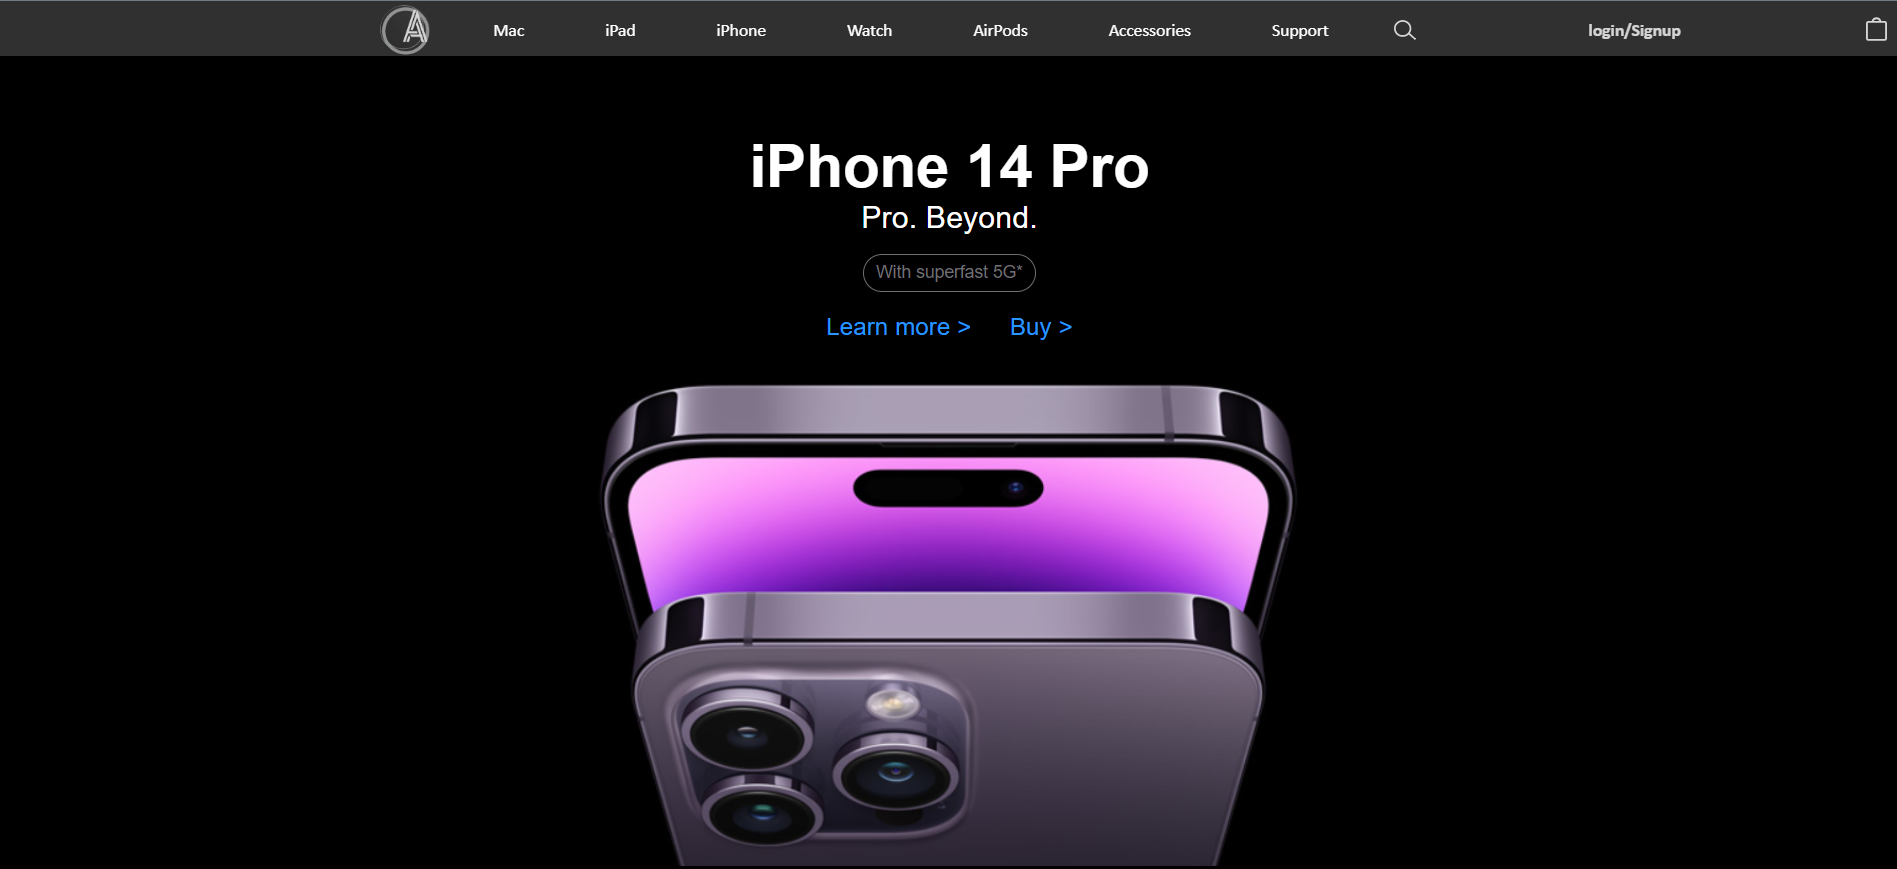 A Mac iPad iPhone Watch AirPods Accessories Support login/Signup
iPhone 14 Pro
Pro. Beyond.
With superfast 5G*
Learn more > Buy >